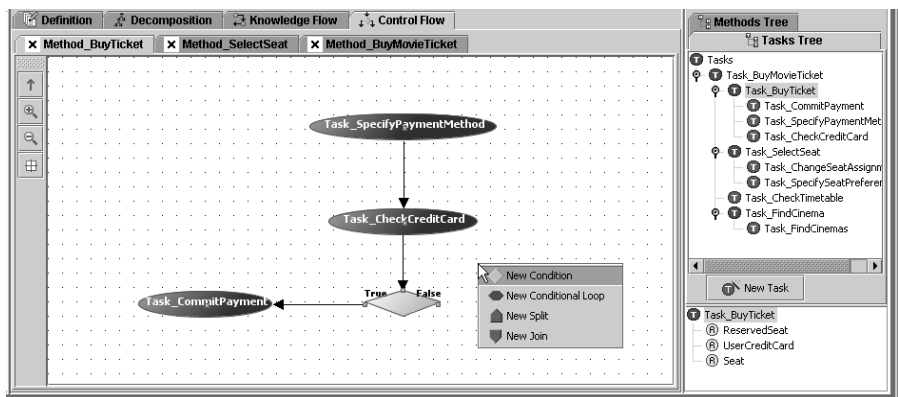 Definition Decomposition Knowledge Flow Control Flow
Method_BuyTicket Method_SelectSeat Method_BuyMovieTicket
Task_SpecifyPaymentMethod
Task_CheckCreditCard
True False
Task_CommitPayment
New Condition
New Conditional Loop
New Split
New Join
Methods Tree
Tasks Tree
Tasks
Task_BuyMovieTicket
Task_BuyTicket
Task_CommitPayment
Task_SpecifyPaymentMet
Task_CheckCreditCard
Task_SelectSeat
Task_ChangeSeatAssignm
Task_SpecifySeatPreferer
Task_CheckTimetable
Task_FindCinema
Task_FindCinemas
New Task
Task_BuyTicket
ReservedSeat
UserCreditCard
Seat